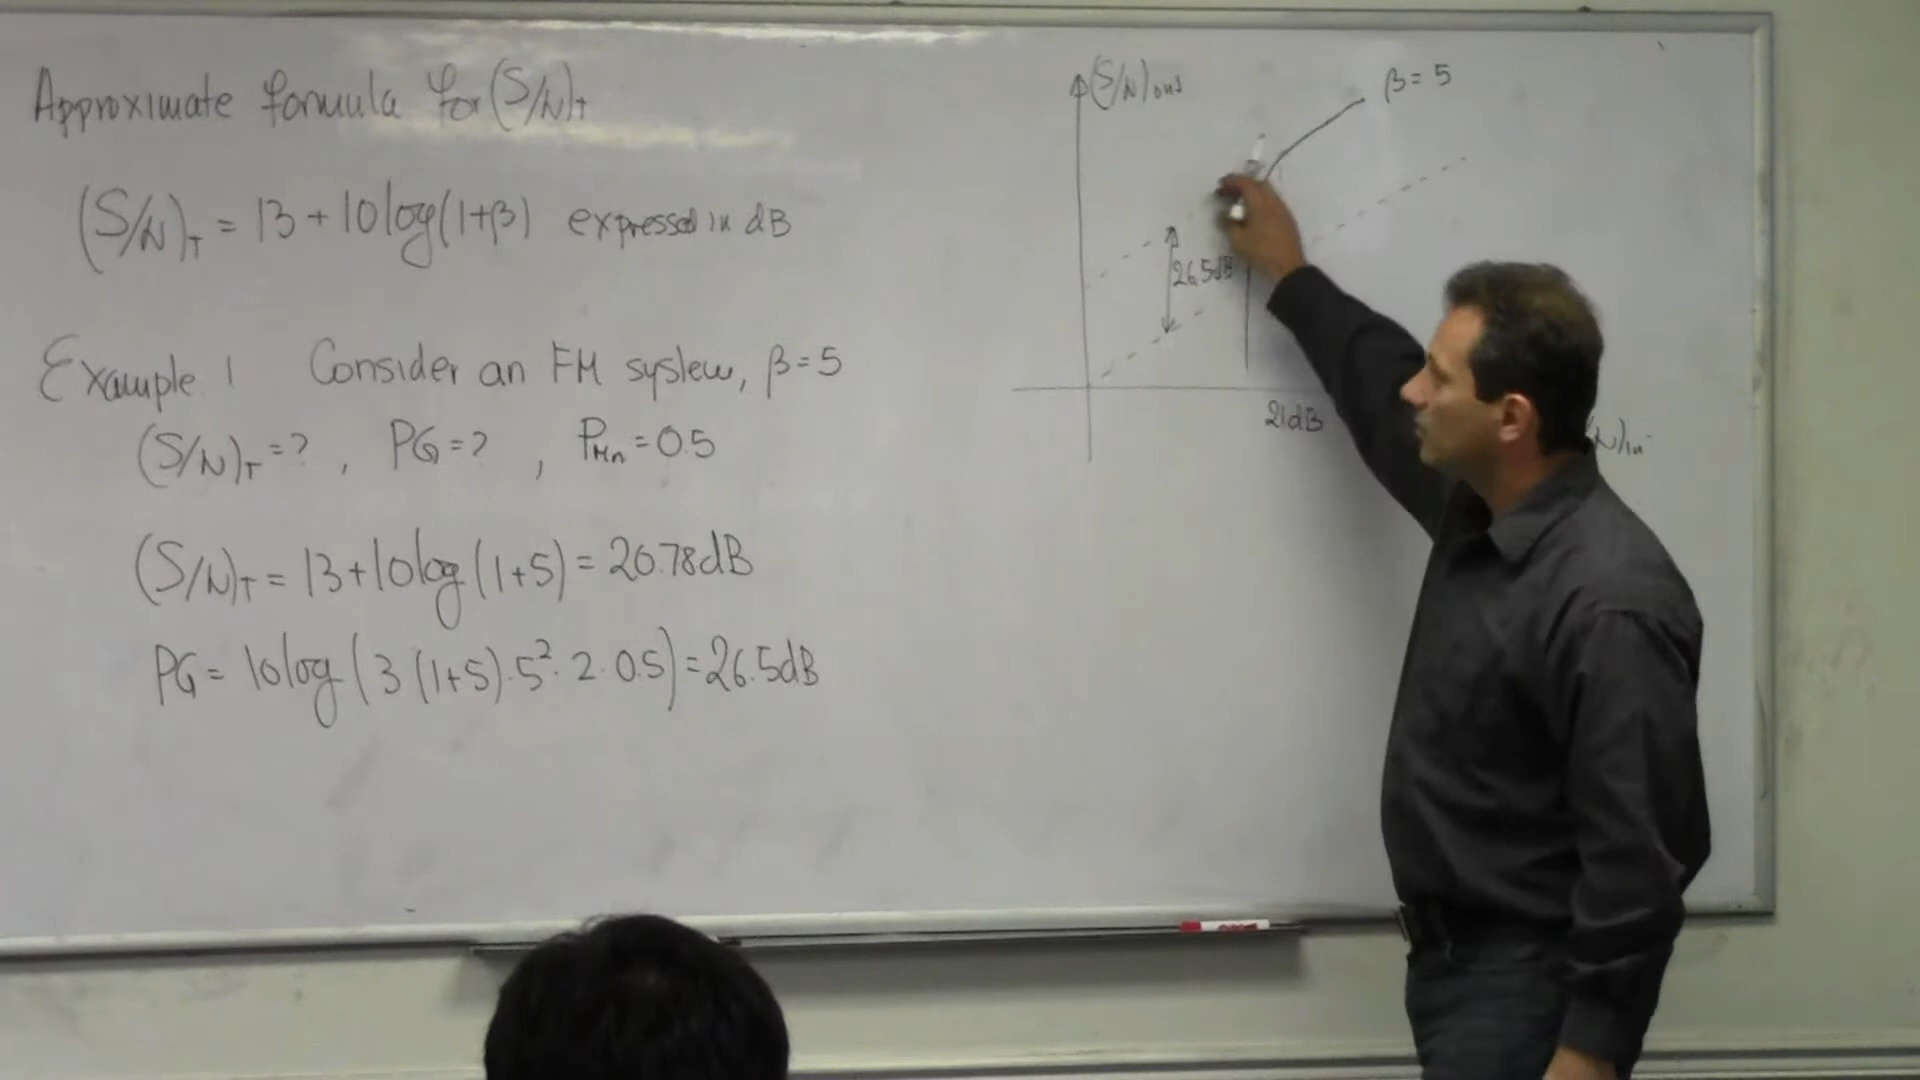 Approximate formula for (S/N)T
(S/N)T = 13 + 10log(1+β) expressed in dB
Example 1 Consider an FM system, β = 5
(S/N)T = ? , PG = ? , PMn = 0.5
(S/N)T = 13 + 10log(1+5) = 20.78dB
PG = 10log(3(1+5)·5²·2·0.5) = 26.5dB
(S/N)out
β = 5
26.5dB
21dB
/N)in